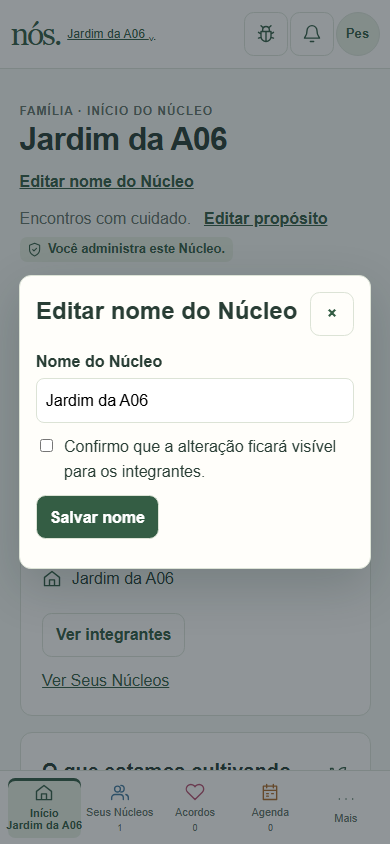 nós. Jardim da A06
Pes
FAMÍLIA · INÍCIO DO NÚCLEO
Jardim da A06
Editar nome do Núcleo
Encontros com cuidado. Editar propósito
Você administra este Núcleo.
Editar nome do Núcleo ×
Nome do Núcleo
Jardim da A06
Confirmo que a alteração ficará visível
para os integrantes.
Salvar nome
Jardim da A06
Ver integrantes
Ver Seus Núcleos
O que estamos cultivando
Início
Jardim da A06
Seus Núcleos
1
Acordos
0
Agenda
0
...
Mais